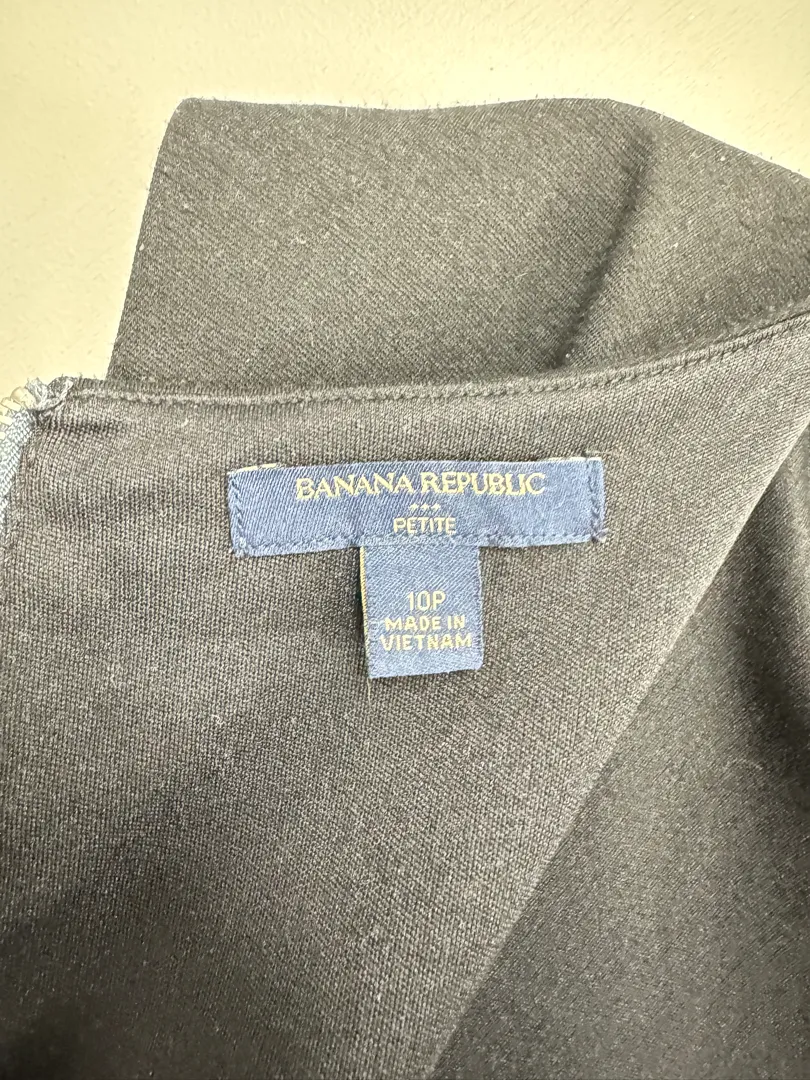 BANANA REPUBLIC
PETITE
10P
MADE IN
VIETNAM